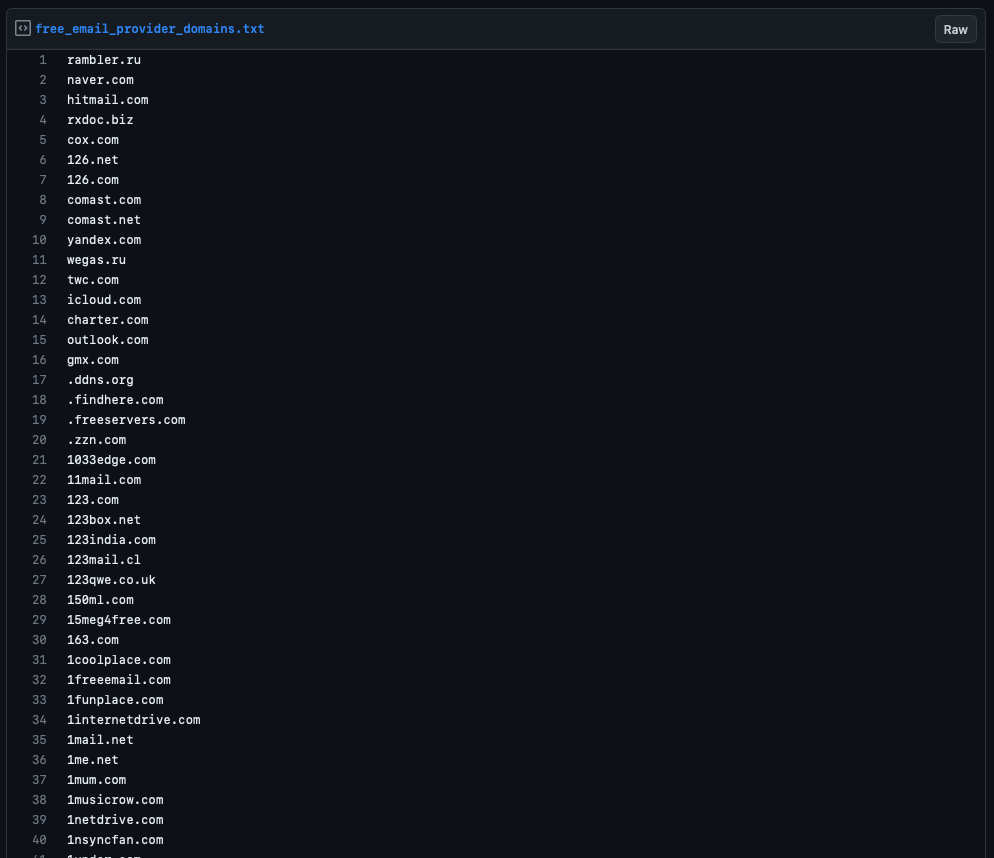 free_email_provider_domains.txt
Raw
1 rambler.ru
2 naver.com
3 hitmail.com
4 rxdoc.biz
5 cox.com
6 126.net
7 126.com
8 comast.com
9 comast.net
10 yandex.com
11 wegas.ru
12 twc.com
13 icloud.com
14 charter.com
15 outlook.com
16 gmx.com
17 .ddns.org
18 .findhere.com
19 .freeservers.com
20 .zzn.com
21 1033edge.com
22 11mail.com
23 123.com
24 123box.net
25 123india.com
26 123mail.cl
27 123qwe.co.uk
28 150ml.com
29 15meg4free.com
30 163.com
31 1coolplace.com
32 1freeemail.com
33 1funplace.com
34 1internetdrive.com
35 1mail.net
36 1me.net
37 1mum.com
38 1musicrow.com
39 1netdrive.com
40 1nsyncfan.com